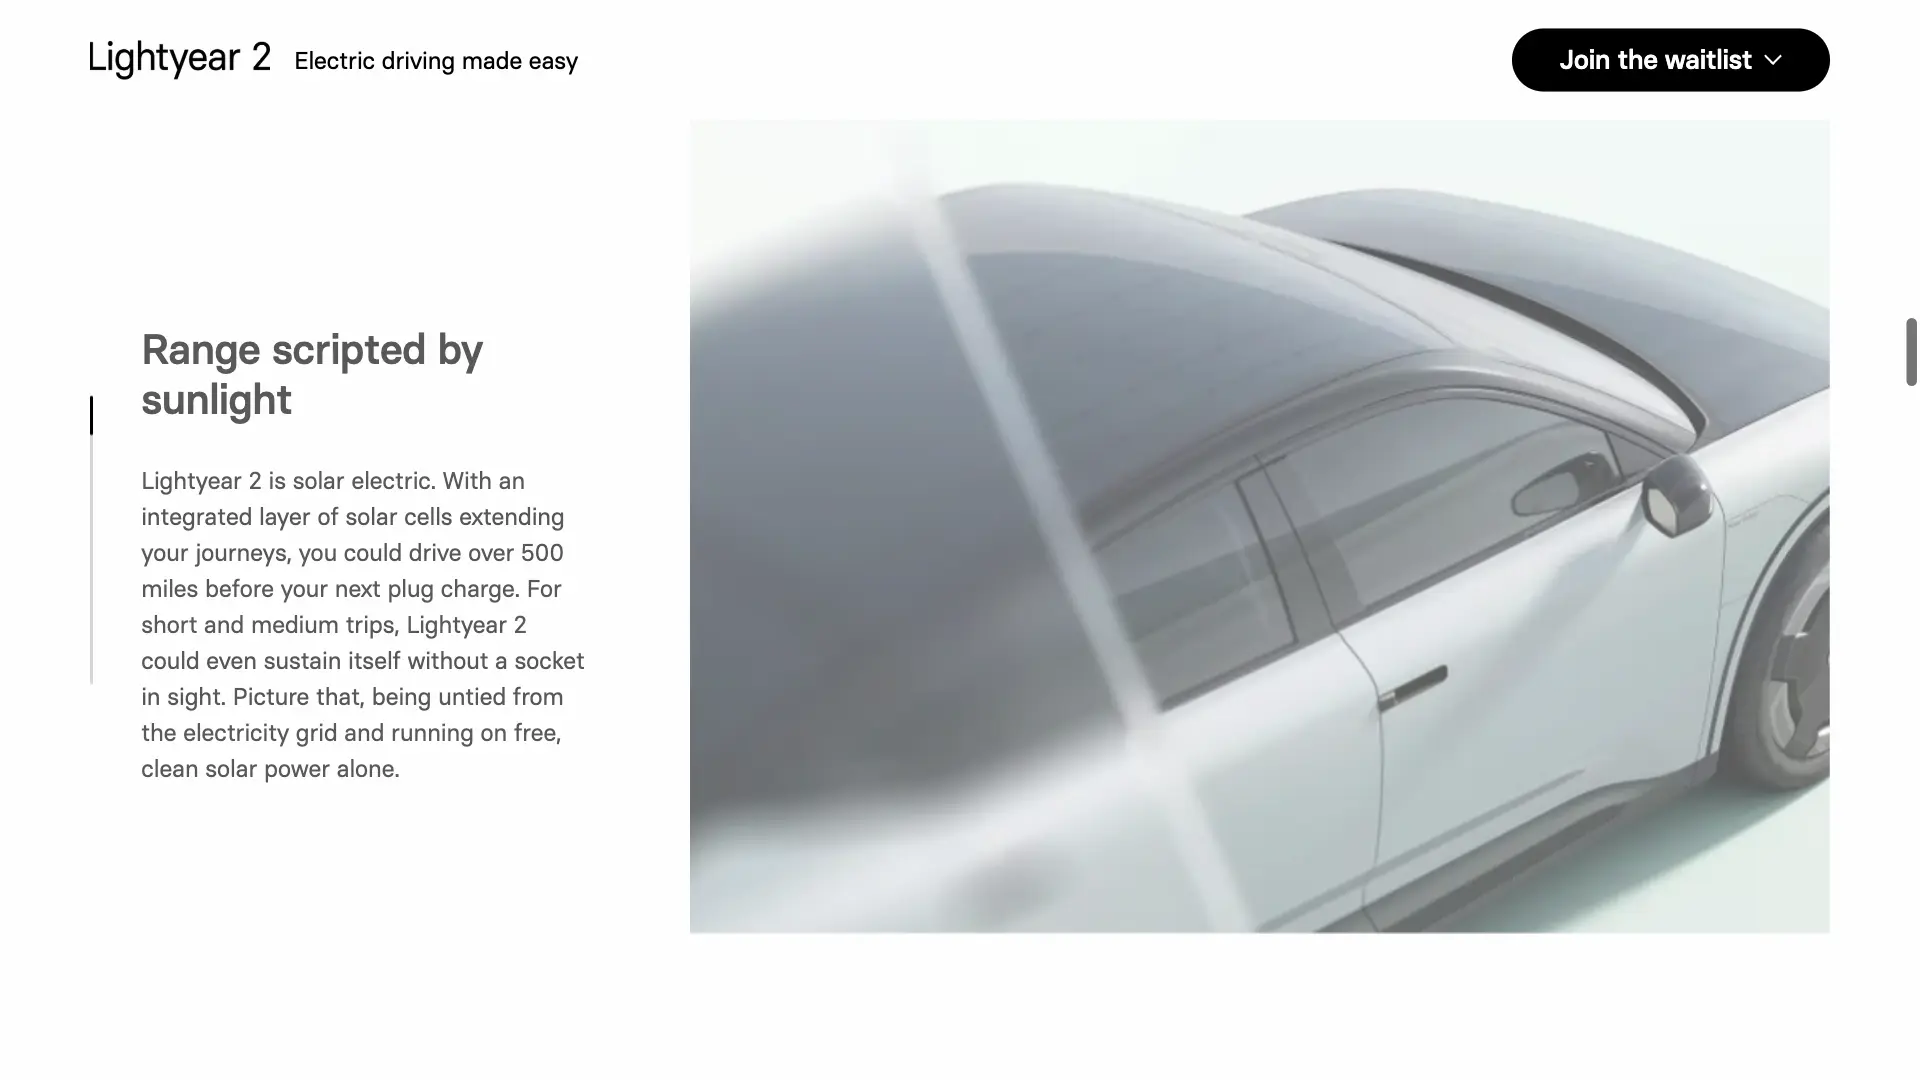 Lightyear 2
Electric driving made easy
Join the waitlist
Range scripted by
sunlight
Lightyear 2 is solar electric. With an
integrated layer of solar cells extending
your journeys, you could drive over 500
miles before your next plug charge. For
short and medium trips, Lightyear 2
could even sustain itself without a socket
in sight. Picture that, being untied from
the electricity grid and running on free,
clean solar power alone.